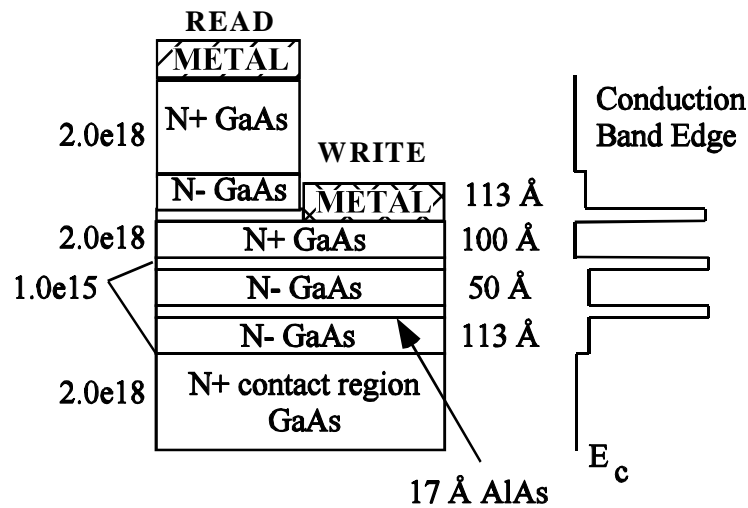 READ
METAL
N+ GaAs
2.0e18
Conduction
Band Edge
WRITE
N- GaAs
METAL
113 Å
2.0e18
N+ GaAs
100 Å
1.0e15
N- GaAs
50 Å
N- GaAs
113 Å
2.0e18
N+ contact region
GaAs
E c
17 Å AlAs